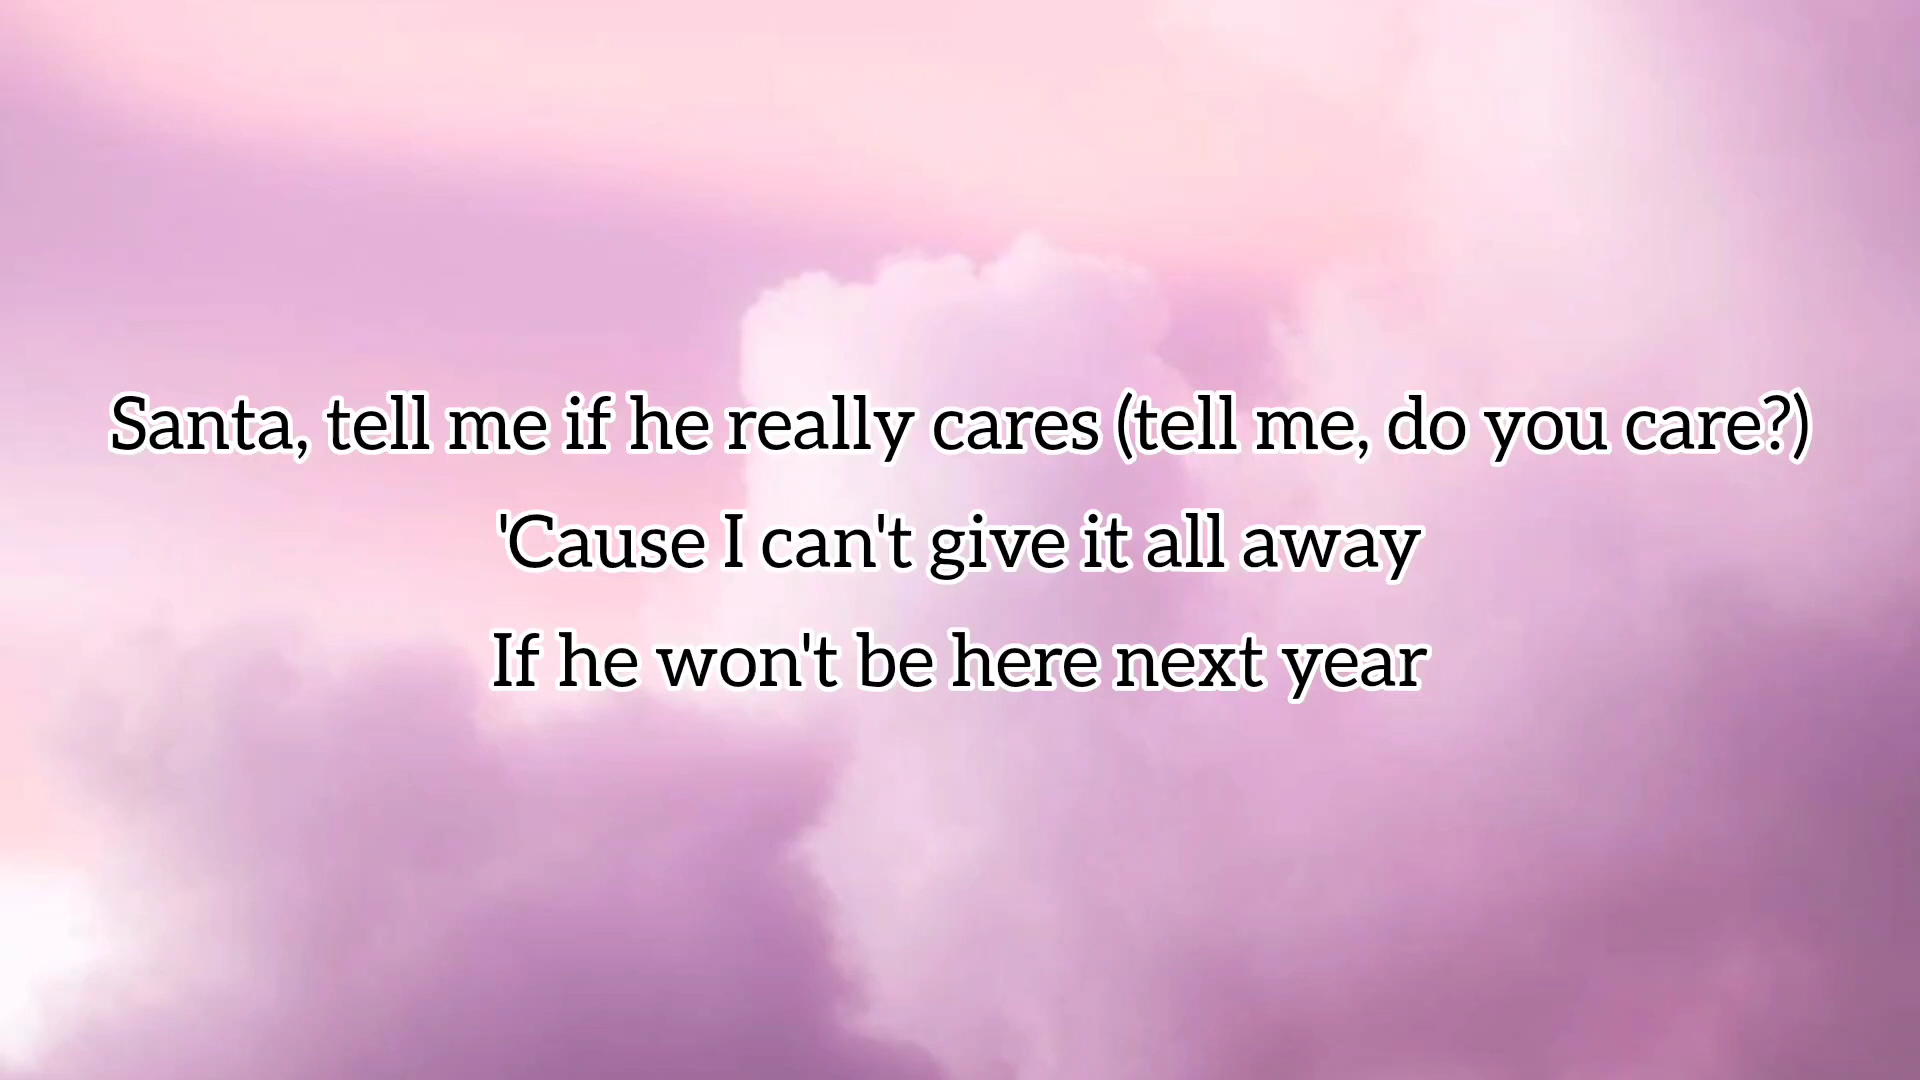 Santa, tell me if he really cares (tell me, do you care?)
'Cause I can't give it all away
If he won't be here next year